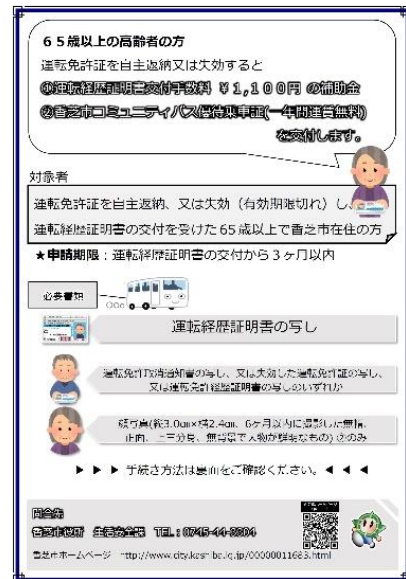 65歳以上の高齢者の方
運転免許証を自主返納又は失効すると
①運転経歴証明書交付手数料 ¥1,100円 の補助金
②香芝市コミュニティバス優待乗車証(一年間運賃無料)
を交付します。
対象者
運転免許証を自主返納、又は失効（有効期限切れ）し、
運転経歴証明書の交付を受けた65歳以上で香芝市在住の方
★申請期限：運転経歴証明書の交付から3ヶ月以内
必要書類
運転経歴証明書の写し
運転免許取消通知書の写し、又は失効した運転免許証の写し、
又は運転免許経歴証明書の写しのいずれか
顔写真(縦3.0cm×横2.4cm、6ヶ月以内に撮影した無帽、
正面、上三分身、無背景で人物が鮮明なもの) ②のみ
▶ ▶ ▶ 手続き方法は裏面をご確認ください。◀ ◀ ◀
問合先
香芝市役所 生活安全課 TEL：0745-44-3304
香芝市ホームページ